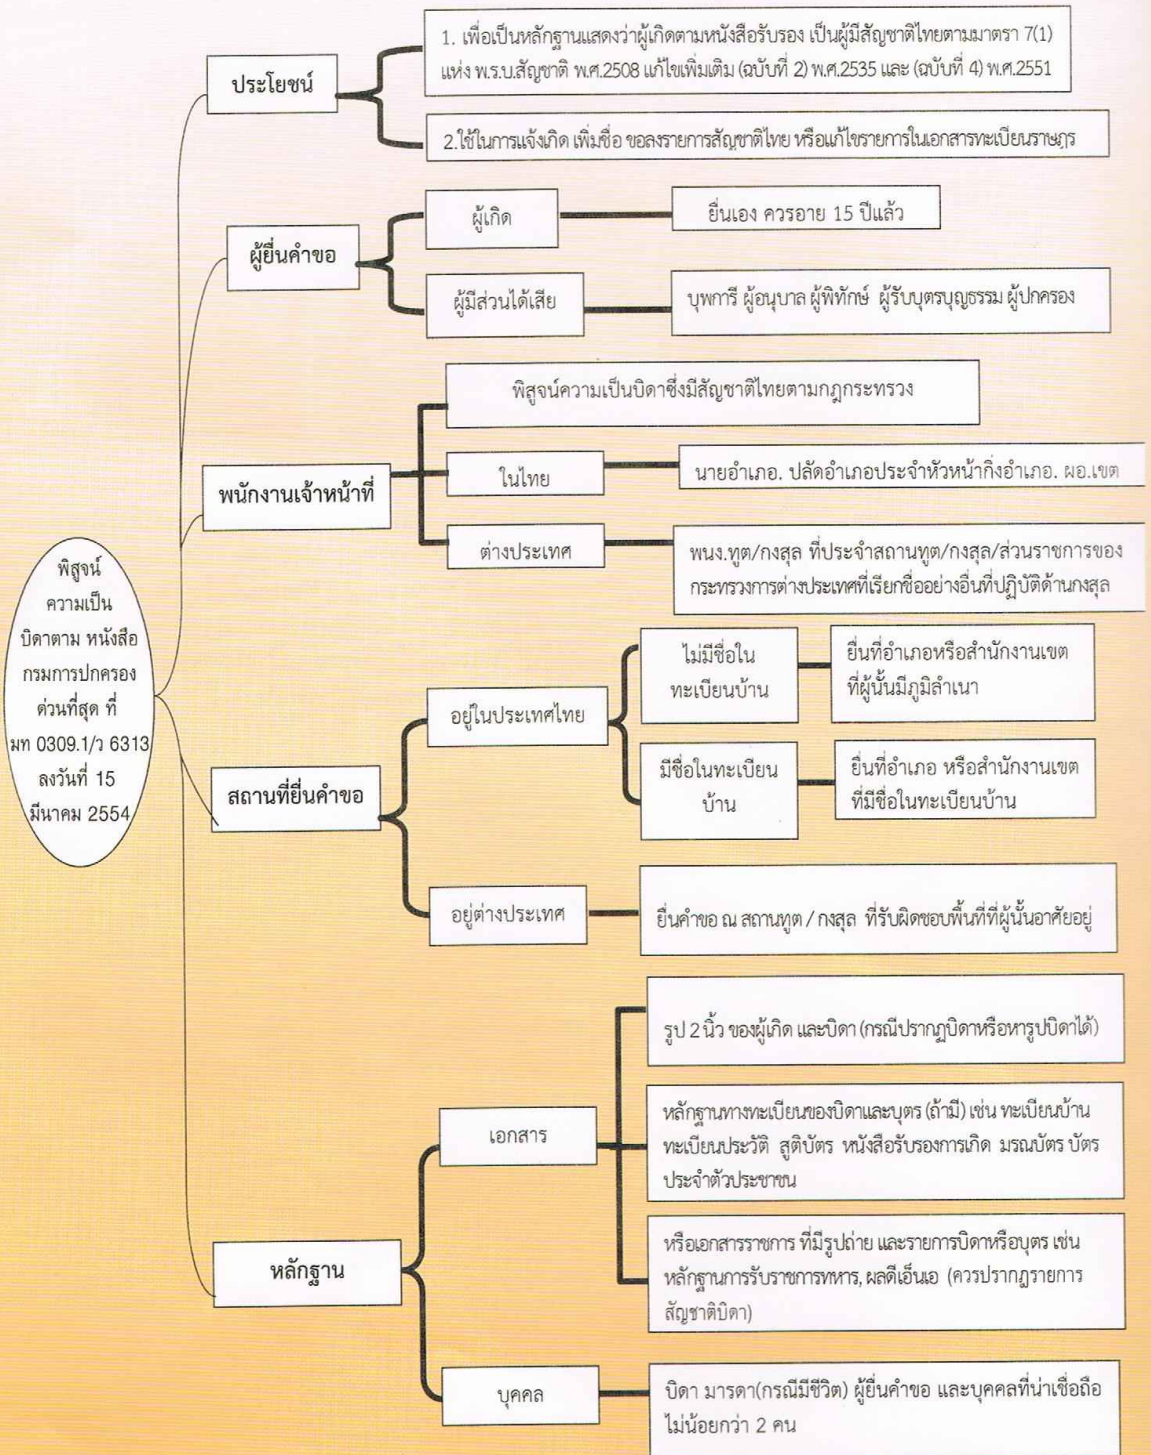 พิสูจน์
ความเป็น
บิดาตาม หนังสือ
กรมการปกครอง
ด่วนที่สุด ที่
มท 0309.1/ว 6313
ลงวันที่ 15
มีนาคม 2554
ประโยชน์
1. เพื่อเป็นหลักฐานแสดงว่าผู้เกิดตามหนังสือรับรอง เป็นผู้มีสัญชาติไทยตามมาตรา 7(1)
แห่ง พ.ร.บ.สัญชาติ พ.ศ.2508 แก้ไขเพิ่มเติม (ฉบับที่ 2) พ.ศ.2535 และ (ฉบับที่ 4) พ.ศ.2551
2.ใช้ในการแจ้งเกิด เพิ่มชื่อ ขอลงรายการสัญชาติไทย หรือแก้ไขรายการในเอกสารทะเบียนราษฎร
ผู้ยื่นคำขอ
ผู้เกิด
ยื่นเอง ควรอาย 15 ปีแล้ว
ผู้มีส่วนได้เสีย
บุพการี ผู้อนุบาล ผู้พิทักษ์ ผู้รับบุตรบุญธรรม ผู้ปกครอง
พนักงานเจ้าหน้าที่
พิสูจน์ความเป็นบิดาซึ่งมีสัญชาติไทยตามกฎกระทรวง
ในไทย
นายอำเภอ. ปลัดอำเภอประจำหัวหน้ากิ่งอำเภอ. ผอ.เขต
ต่างประเทศ
พนง.ทูต/กงสุล ที่ประจำสถานทูต/กงสุล/ส่วนราชการของ
กระทรวงการต่างประเทศที่เรียกชื่ออย่างอื่นที่ปฏิบัติด้านกงสุล
สถานที่ยื่นคำขอ
อยู่ในประเทศไทย
ไม่มีชื่อใน
ทะเบียนบ้าน
ยื่นที่อำเภอหรือสำนักงานเขต
ที่ผู้นั้นมีภูมิลำเนา
มีชื่อในทะเบียน
บ้าน
ยื่นที่อำเภอ หรือสำนักงานเขต
ที่มีชื่อในทะเบียนบ้าน
อยู่ต่างประเทศ
ยื่นคำขอ ณ สถานทูต / กงสุล ที่รับผิดชอบพื้นที่ที่ผู้นั้นอาศัยอยู่
หลักฐาน
เอกสาร
รูป 2 นิ้ว ของผู้เกิด และบิดา (กรณีปรากฏบิดาหรือหารูปบิดาได้)
หลักฐานทางทะเบียนของบิดาและบุตร (ถ้ามี) เช่น ทะเบียนบ้าน
ทะเบียนประวัติ สูติบัตร หนังสือรับรองการเกิด มรณบัตร บัตร
ประจำตัวประชาชน
หรือเอกสารราชการ ที่มีรูปถ่าย และรายการบิดาหรือบุตร เช่น
หลักฐานการรับราชการทหาร, ผลดีเอ็นเอ (ควรปรากฏรายการ
สัญชาติบิดา)
บุคคล
บิดา มารดา(กรณีมีชีวิต) ผู้ยื่นคำขอ และบุคคลที่น่าเชื่อถือ
ไม่น้อยกว่า 2 คน